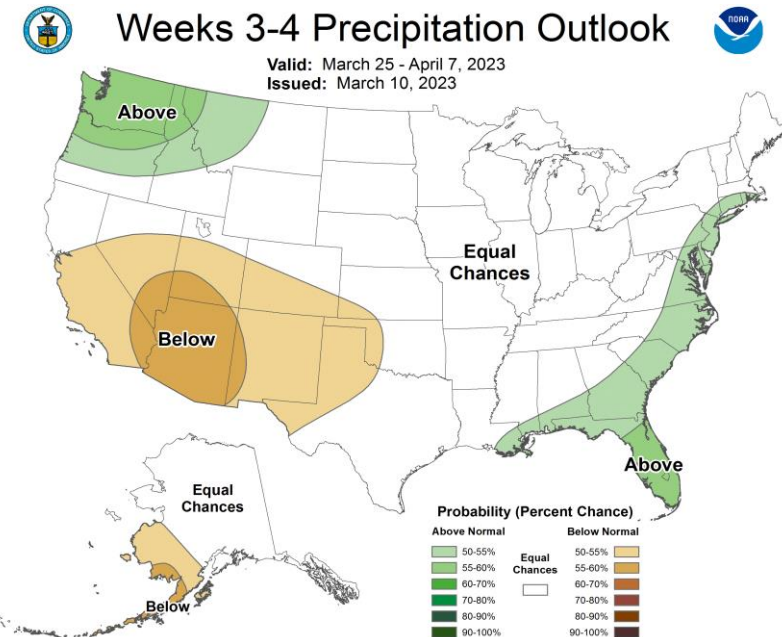 Weeks 3-4 Precipitation Outlook
NOAA
Valid: March 25 - April 7, 2023
Issued: March 10, 2023
Above
Equal
Chances
Below
Above
Equal
Chances
Below
Probability (Percent Chance)
Above Normal
Below Normal
Equal
Chances
50-55%
55-60%
60-70%
70-80%
80-90%
90-100%
50-55%
55-60%
60-70%
70-80%
80-90%
90-100%